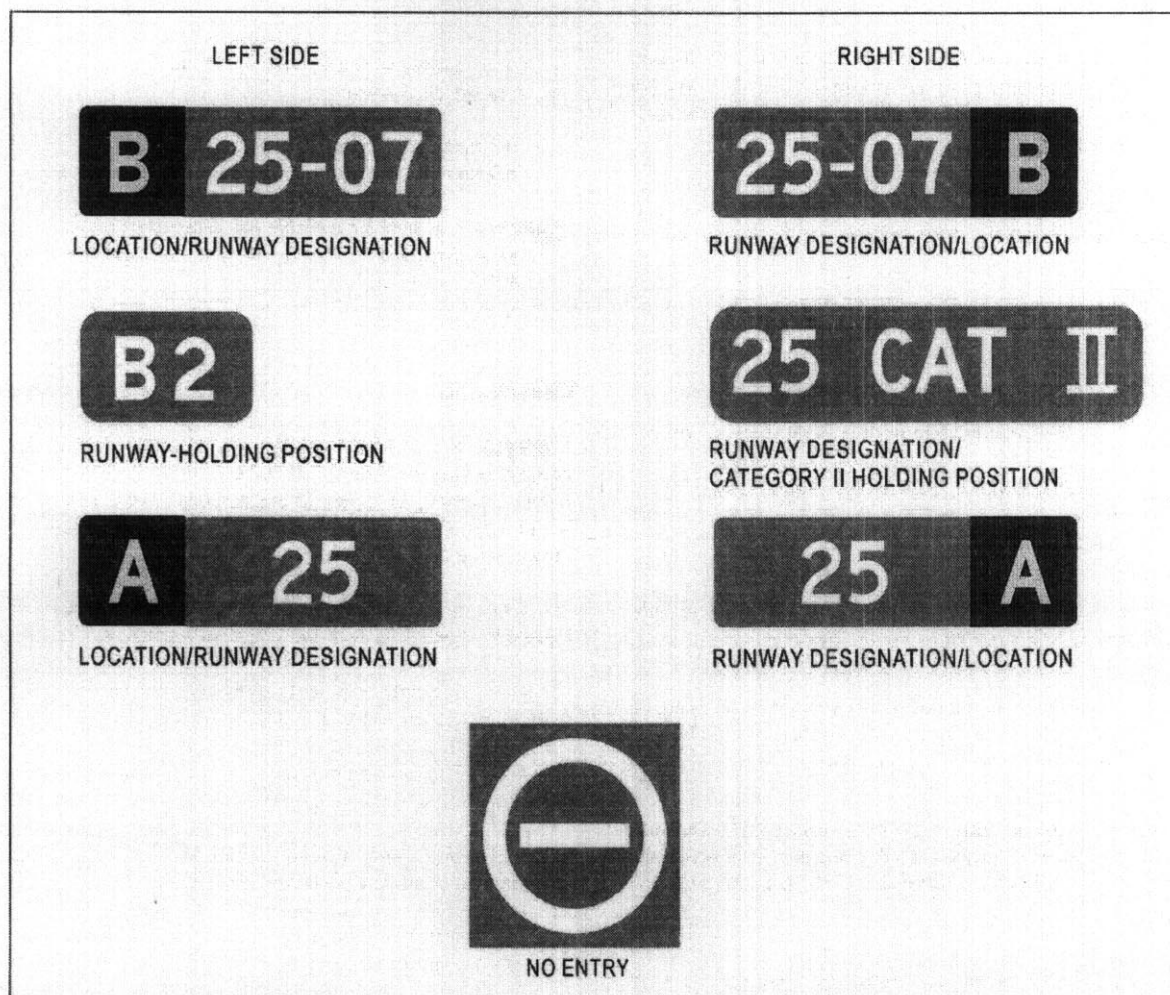 LEFT SIDE
RIGHT SIDE
B 25-07
25-07 B
LOCATION/RUNWAY DESIGNATION
RUNWAY DESIGNATION/LOCATION
B2
25 CAT II
RUNWAY-HOLDING POSITION
RUNWAY DESIGNATION/
CATEGORY II HOLDING POSITION
A 25
25 A
LOCATION/RUNWAY DESIGNATION
RUNWAY DESIGNATION/LOCATION
NO ENTRY